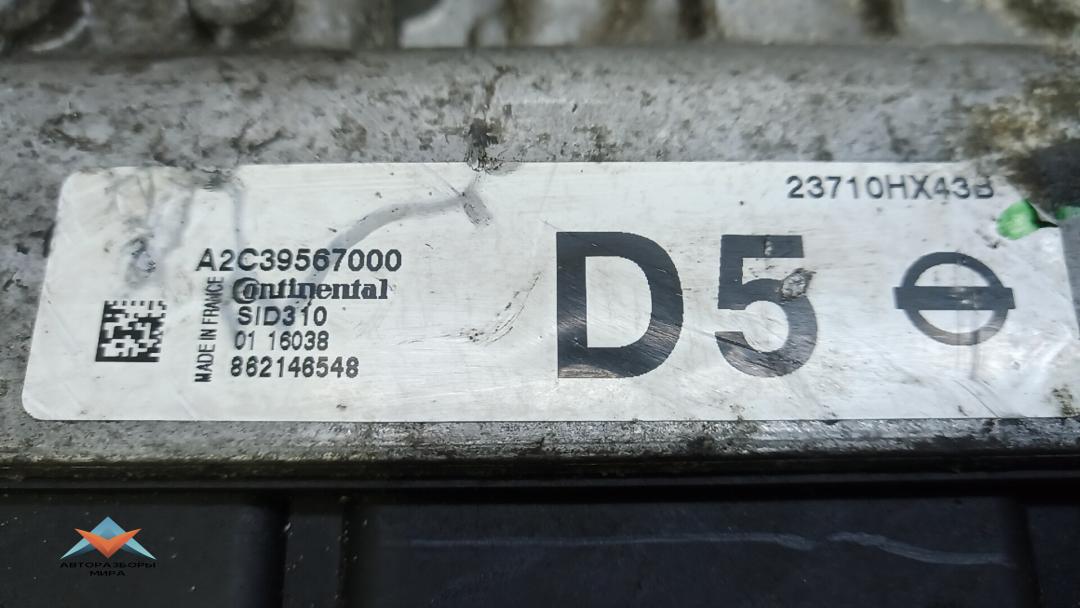 23710HX43B
A2C39567000
Continental
SID310
01 16038
862146548
MADE IN FRANCE
D5
АВТОРАЗБОРЫ
МИРА